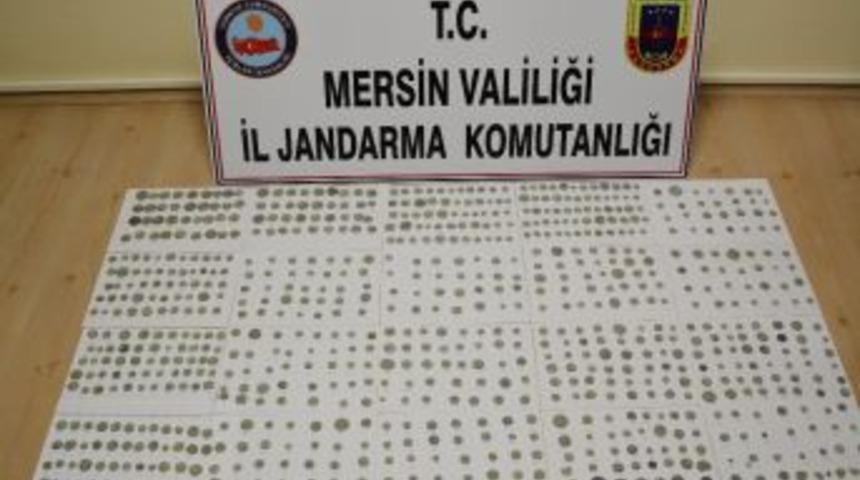 T.C.
MERSİN VALİLİĞİ
İL JANDARMA KOMUTANLIĞI